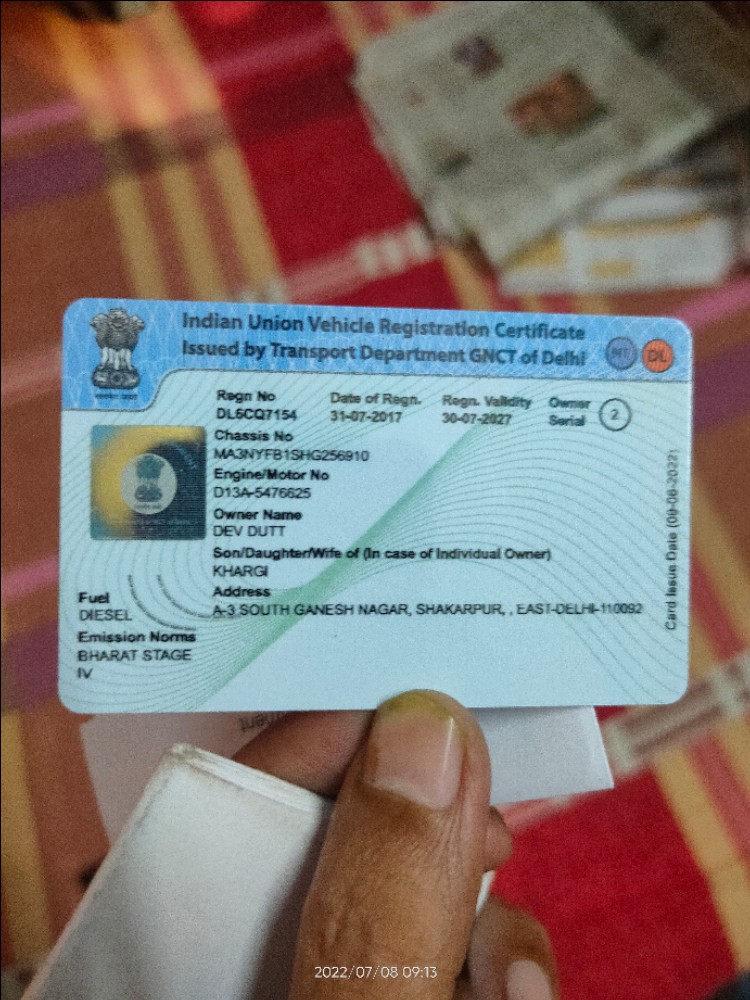 Indian Union Vehicle Registration Certificate
Issued by Transport Department GNCT of Delhi
NT DL
Regn No Date of Regn. Regn. Validity Owner Serial 2
DL6CQ7154 31-07-2017 30-07-2027
Chassis No
MA3NYFB1SHG256910
Engine/Motor No
D13A-5476625
Owner Name
DEV DUTT
Son/Daughter/Wife of (In case of Individual Owner)
KHARGI
Address
A-3 SOUTH GANESH NAGAR, SHAKARPUR, , EAST-DELHI-110092
Fuel
DIESEL
Emission Norms
BHARAT STAGE
IV
Card Issue Date (09-06-2022)
2022/07/08 09:13